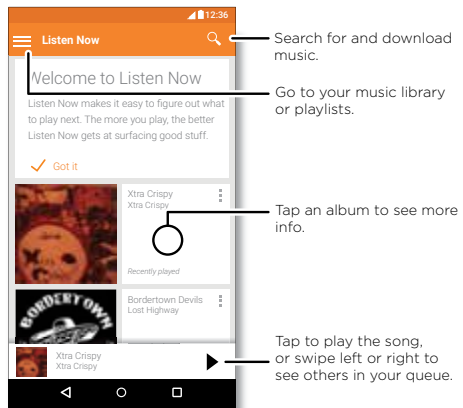 12:36
Listen Now
Search for and download
music.
Welcome to Listen Now
Go to your music library
or playlists.
Listen Now makes it easy to figure out what
to play next. The more you play, the better
Listen Now gets at surfacing good stuff.
Got it
Xtra Crispy
Xtra Crispy
Tap an album to see more
info.
Recently played
BORDERTOWN
Bordertown Devils
Lost Highway
Xtra Crispy
Xtra Crispy
Tap to play the song,
or swipe left or right to
see others in your queue.